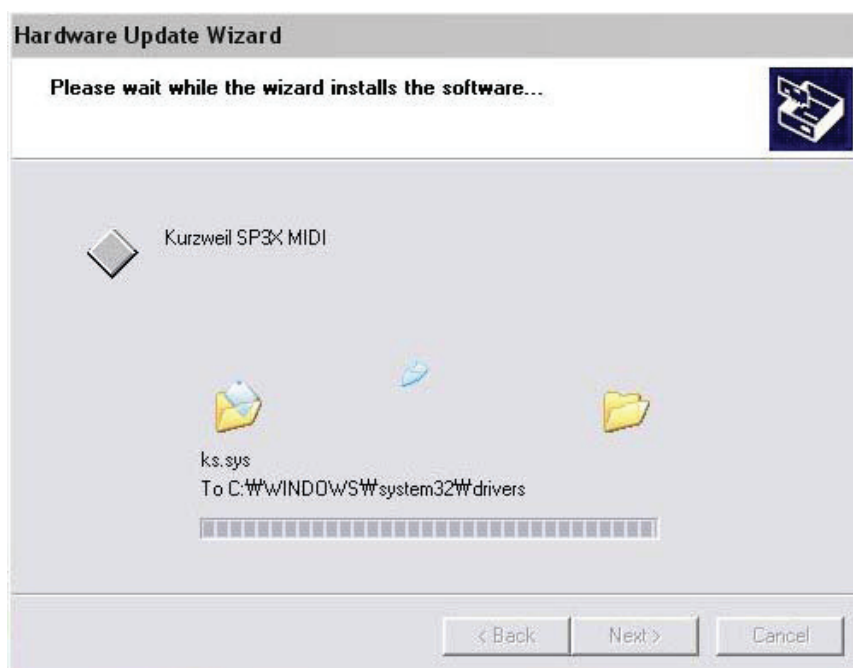 Hardware Update Wizard
Please wait while the wizard installs the software...
Kurzweil SP3X MIDI
ks.sys
To C:₩WINDOWS₩system32₩drivers
< Back
Next >
Cancel